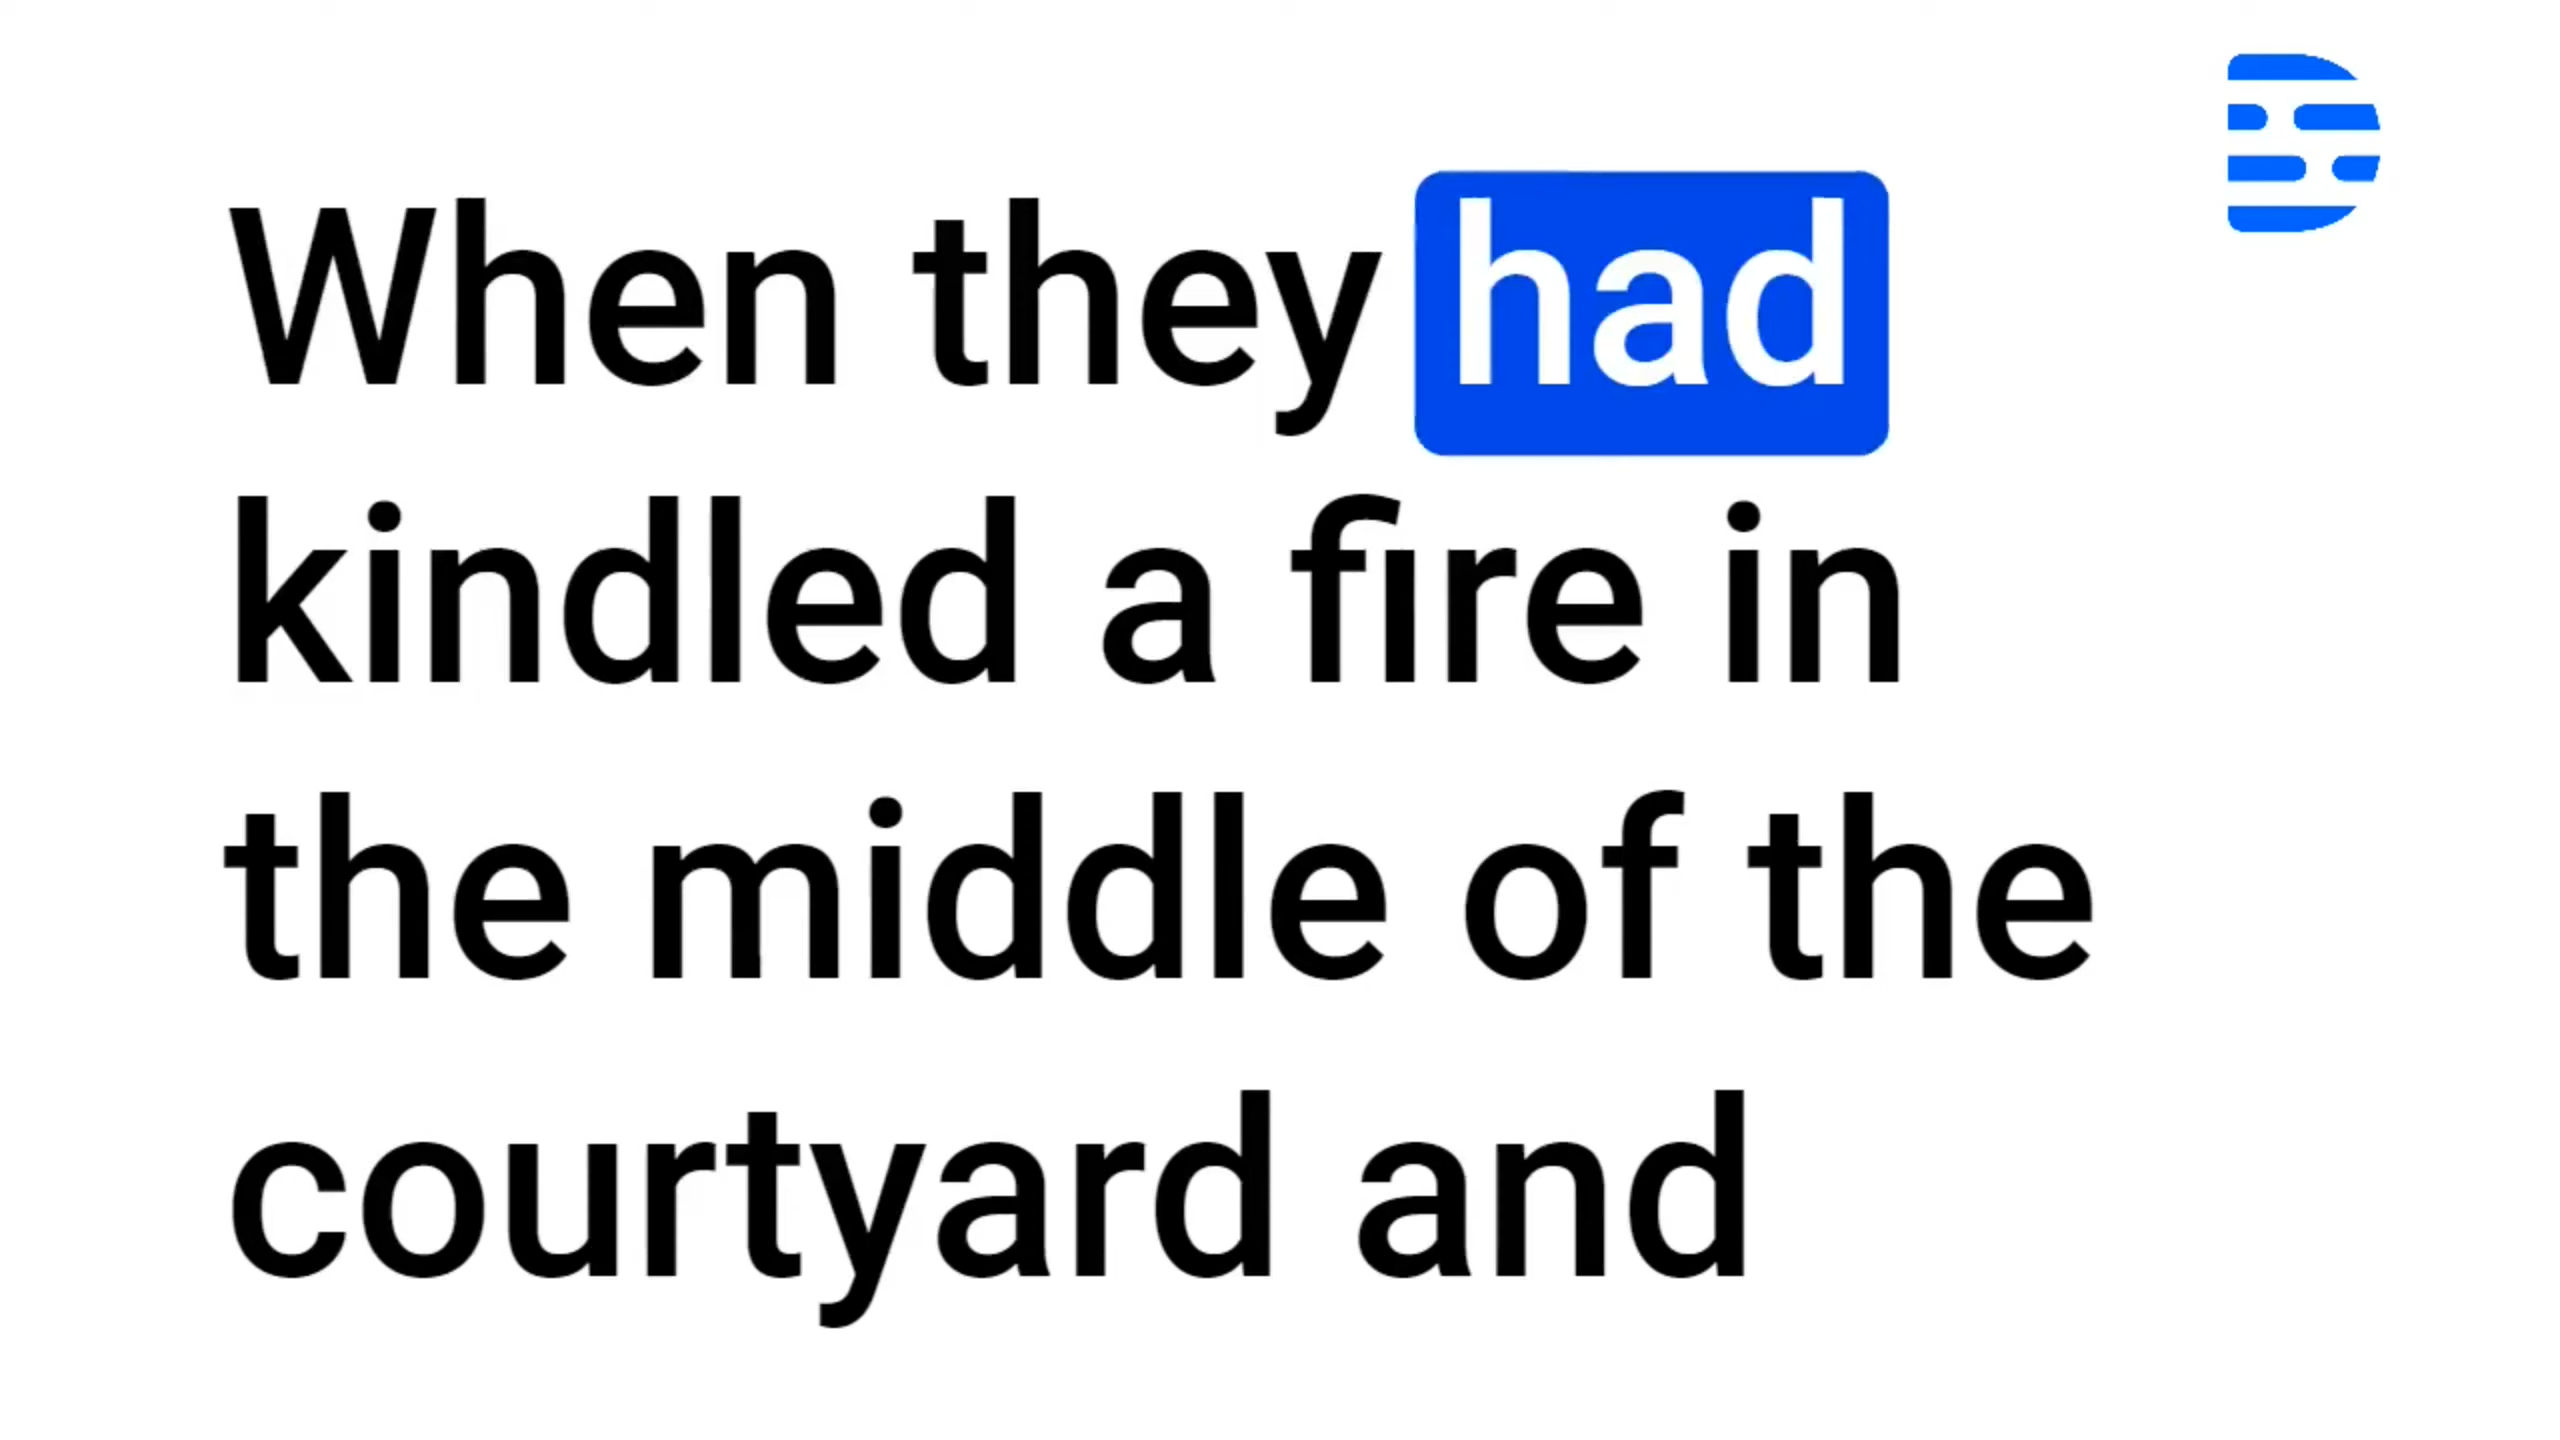 When they had
kindled a fire in
the middle of the
courtyard and